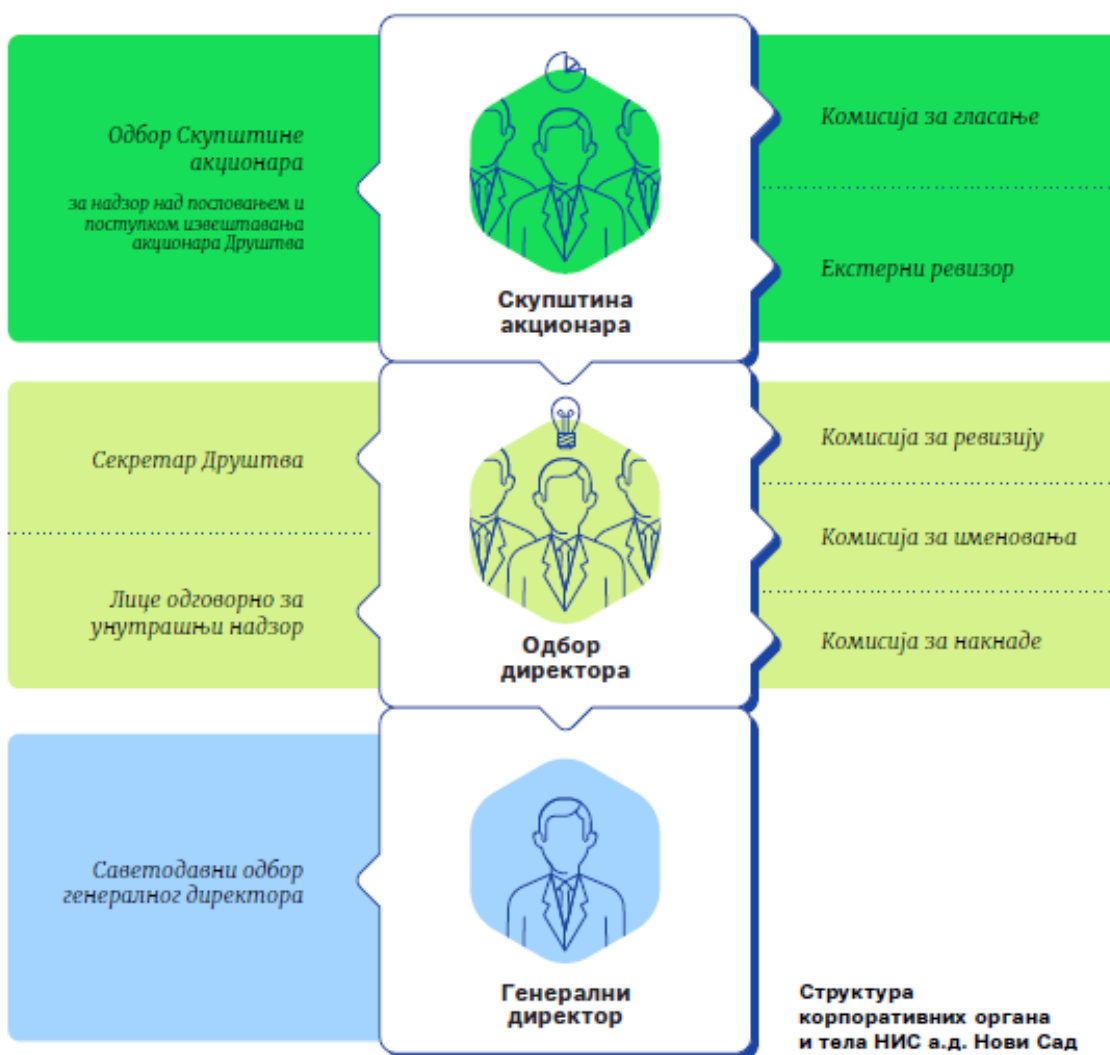 Одбор Скупштине
акционара
за надзор над пословањем и
поступком извештавања
акционара Друштва
Скупштина
акционара
Комисија за гласање
Екстерни ревизор
Секретар Друштва
Лице одговорно за
унутрашњи надзор
Одбор
директора
Комисија за ревизију
Комисија за именовања
Комисија за накнаде
Саветодавни одбор
генералног директора
Генерални
директор
Структура
корпоративних органа
и тела НИС а.д. Нови Сад